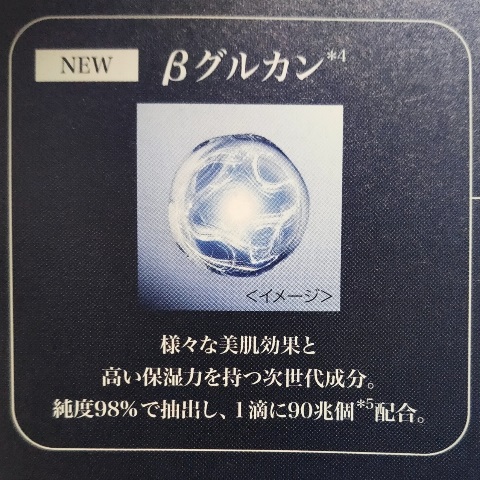 NEW
βグルカン*4
<イメージ>
様々な美肌効果と
高い保湿力を持つ次世代成分。
純度98%で抽出し、1滴に90兆個*5配合。